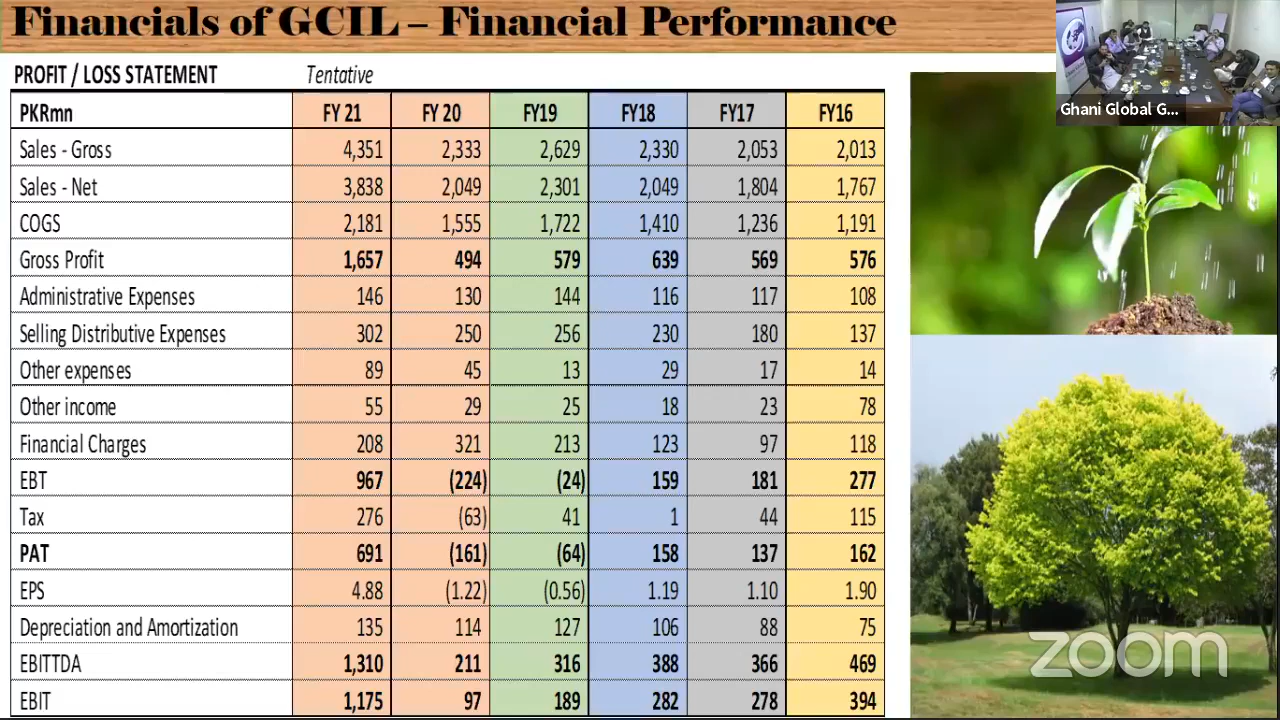 Financials of GCIL – Financial Performance
Ghani Global G...
PROFIT / LOSS STATEMENT Tentative
PKRmn FY 21 FY 20 FY19 FY18 FY17 FY16
Sales - Gross 4,351 2,333 2,629 2,330 2,053 2,013
Sales - Net 3,838 2,049 2,301 2,049 1,804 1,767
COGS 2,181 1,555 1,722 1,410 1,236 1,191
Gross Profit 1,657 494 579 639 569 576
Administrative Expenses 146 130 144 116 117 108
Selling Distributive Expenses 302 250 256 230 180 137
Other expenses 89 45 13 29 17 14
Other income 55 29 25 18 23 78
Financial Charges 208 321 213 123 97 118
EBT 967 (224) (24) 159 181 277
Tax 276 (63) 41 1 44 115
PAT 691 (161) (64) 158 137 162
EPS 4.88 (1.22) (0.56) 1.19 1.10 1.90
Depreciation and Amortization 135 114 127 106 88 75
EBITTDA 1,310 211 316 388 366 469
EBIT 1,175 97 189 282 278 394
zoom